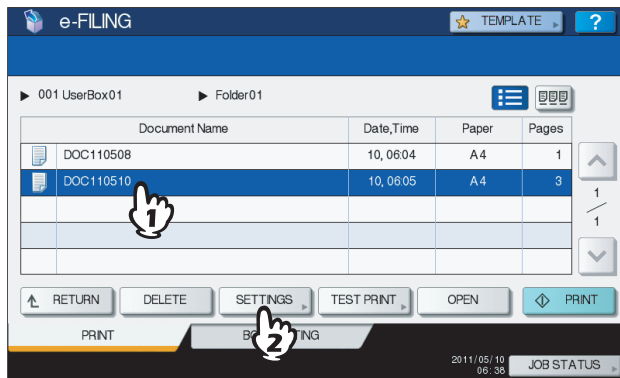 e-FILING
TEMPLATE
?
001 UserBox01
Folder01
Document Name Date,Time Paper Pages
DOC110508 10, 06:04 A4 1
DOC110510 10, 06:05 A4 3
1
1
1
RETURN DELETE SETTINGS TEST PRINT OPEN PRINT
PRINT
2
2011/05/10
06:38
JOB STATUS